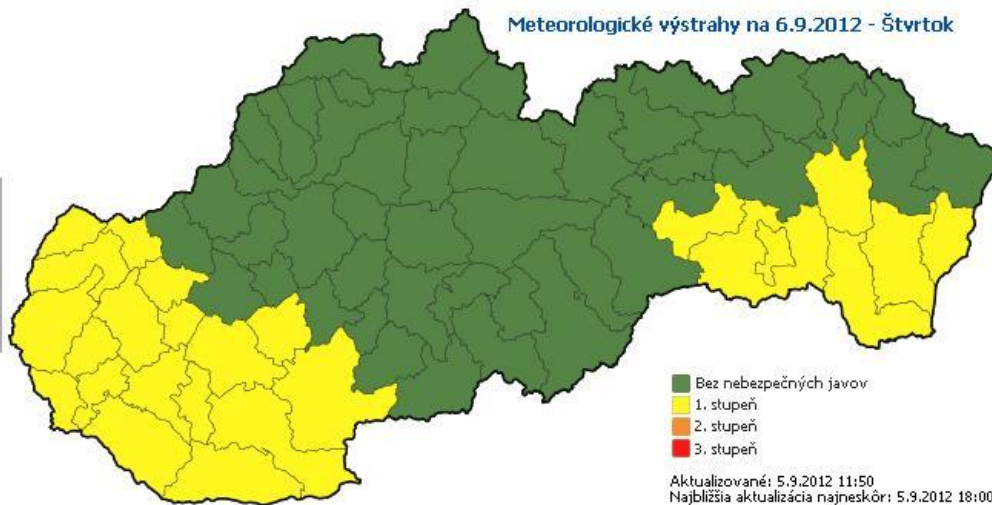 Meteorologické výstrahy na 6.9.2012 - Štvrtok
Bez nebezpečných javov
1. stupeň
2. stupeň
3. stupeň
Aktualizované: 5.9.2012 11:50
Najbližšia aktualizácia najneskôr: 5.9.2012 18:00